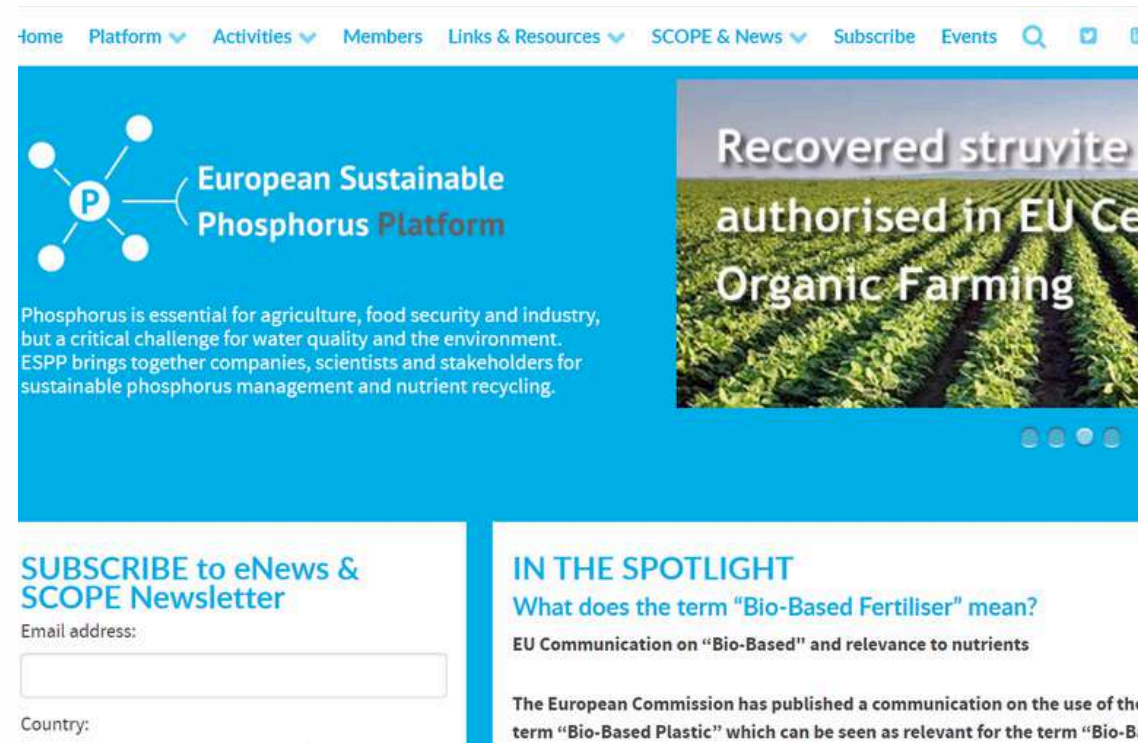 Home Platform Activities Members Links & Resources SCOPE & News Subscribe Events
P
European Sustainable
Phosphorus Platform
Phosphorus is essential for agriculture, food security and industry,
but a critical challenge for water quality and the environment.
ESPP brings together companies, scientists and stakeholders for
sustainable phosphorus management and nutrient recycling.
Recovered struvite
authorised in EU Ce
Organic Farming
SUBSCRIBE to eNews &
SCOPE Newsletter
Email address:
Country:
IN THE SPOTLIGHT
What does the term “Bio-Based Fertiliser” mean?
EU Communication on “Bio-Based" and relevance to nutrients
The European Commission has published a communication on the use of the
term “Bio-Based Plastic” which can be seen as relevant for the term “Bio-Ba